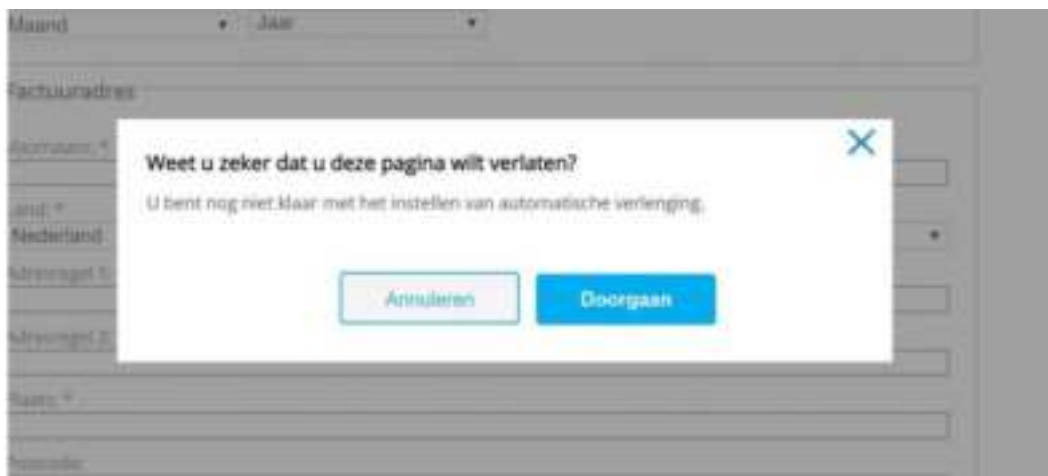 Maand Jaar
Factuuradres
Voornaam: *
Weet u zeker dat u deze pagina wilt verlaten?
U bent nog niet klaar met het instellen van automatische verlenging.
Land: *
Nederland
Adresregel 1:
Annuleren Doorgaan
Adresregel 2:
Plaats: *
Postcode: